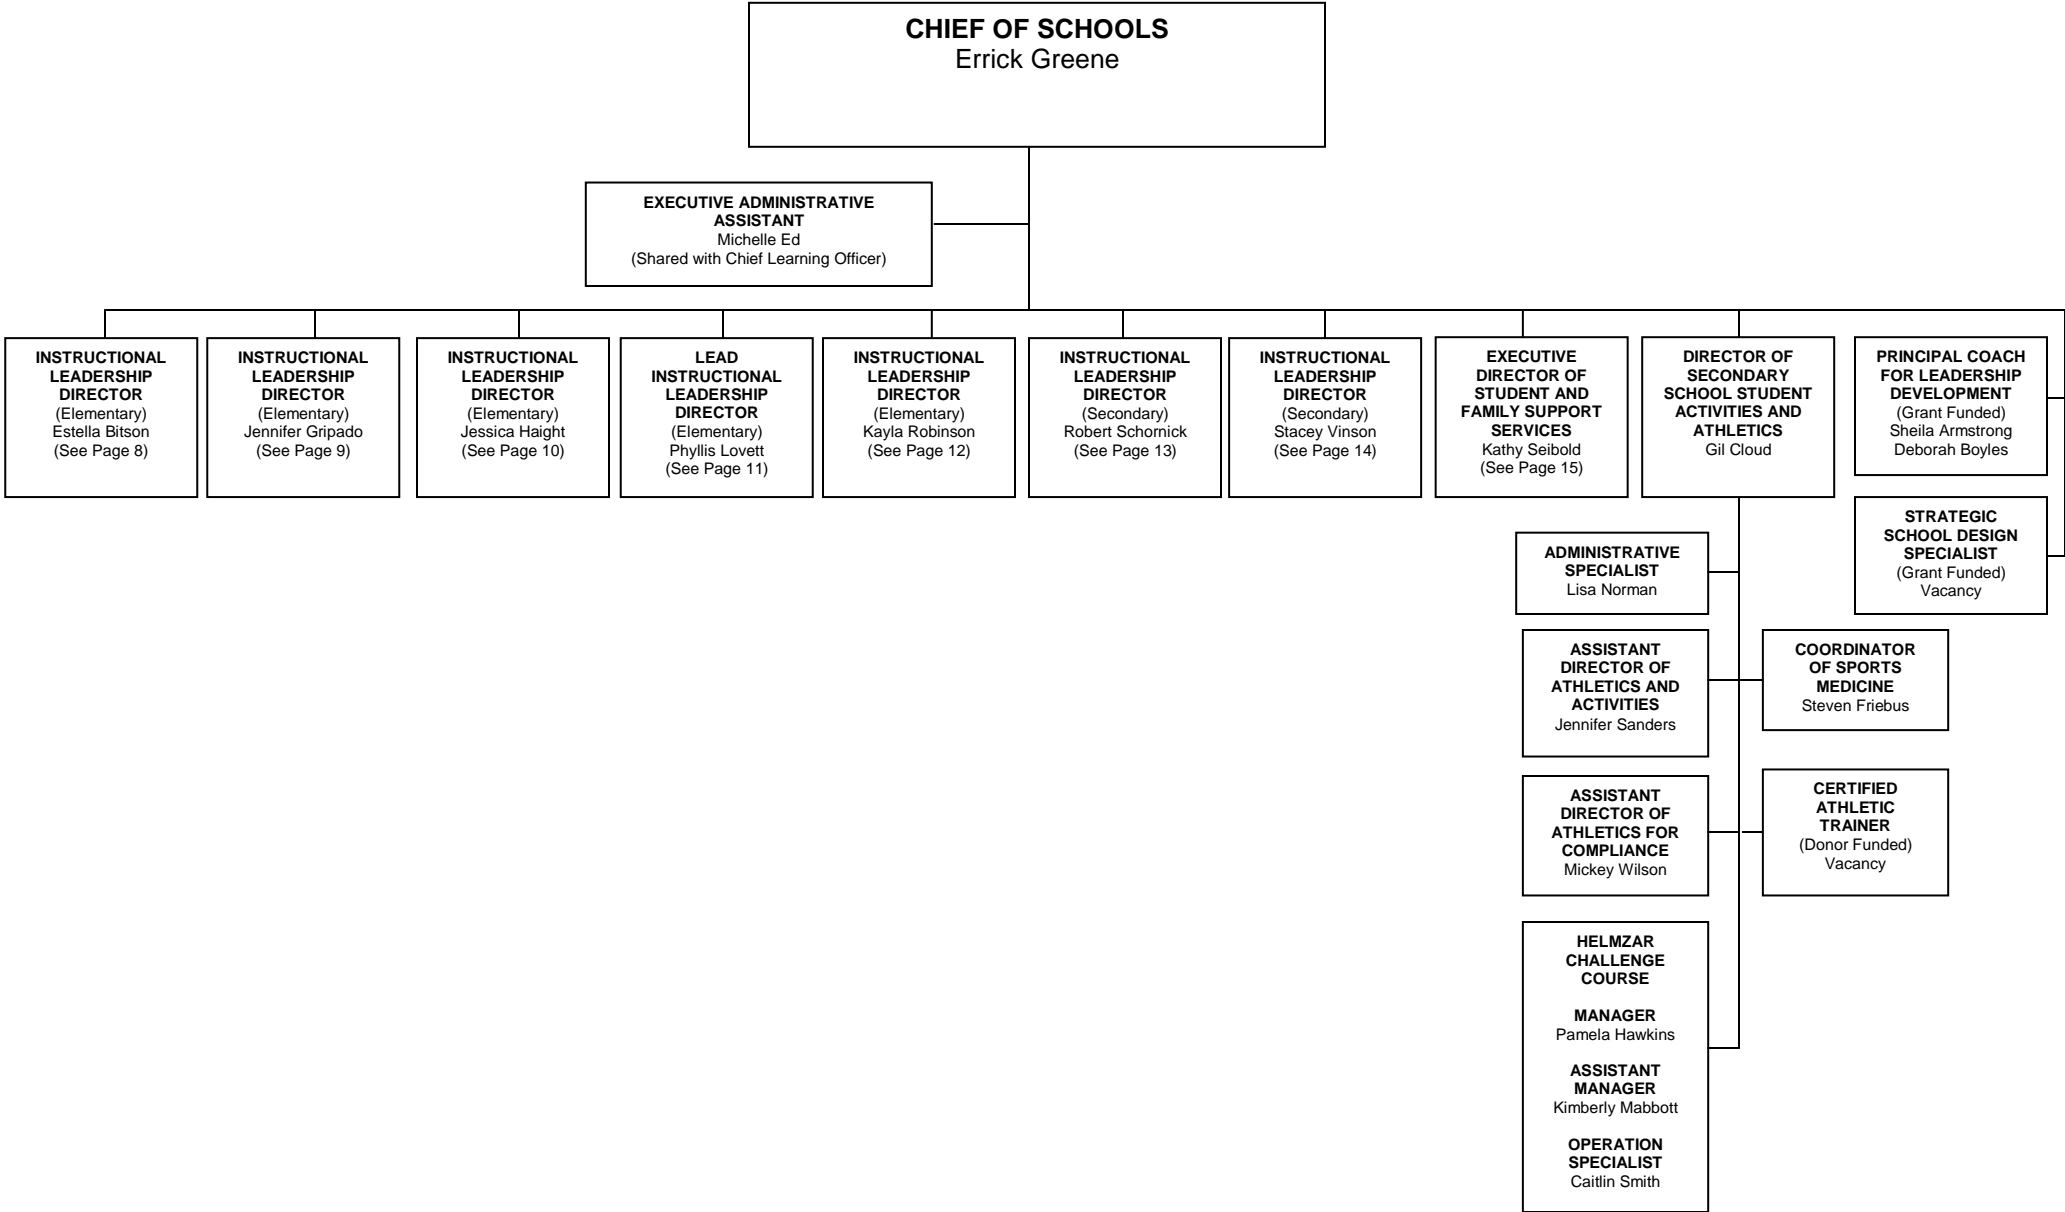 CHIEF OF SCHOOLS
Errick Greene
EXECUTIVE ADMINISTRATIVE
ASSISTANT
Michelle Ed
(Shared with Chief Learning Officer)
INSTRUCTIONAL
LEADERSHIP
DIRECTOR
(Elementary)
Estella Bitson
(See Page 8)
INSTRUCTIONAL
LEADERSHIP
DIRECTOR
(Elementary)
Jennifer Gripado
(See Page 9)
INSTRUCTIONAL
LEADERSHIP
DIRECTOR
(Elementary)
Jessica Haight
(See Page 10)
LEAD
INSTRUCTIONAL
LEADERSHIP
DIRECTOR
(Elementary)
Phyllis Lovett
(See Page 11)
INSTRUCTIONAL
LEADERSHIP
DIRECTOR
(Elementary)
Kayla Robinson
(See Page 12)
INSTRUCTIONAL
LEADERSHIP
DIRECTOR
(Secondary)
Robert Schornick
(See Page 13)
INSTRUCTIONAL
LEADERSHIP
DIRECTOR
(Secondary)
Stacey Vinson
(See Page 14)
EXECUTIVE
DIRECTOR OF
STUDENT AND
FAMILY SUPPORT
SERVICES
Kathy Seibold
(See Page 15)
DIRECTOR OF
SECONDARY
SCHOOL STUDENT
ACTIVITIES AND
ATHLETICS
Gil Cloud
PRINCIPAL COACH
FOR LEADERSHIP
DEVELOPMENT
(Grant Funded)
Sheila Armstrong
Deborah Boyles
STRATEGIC
SCHOOL DESIGN
SPECIALIST
(Grant Funded)
Vacancy
ADMINISTRATIVE
SPECIALIST
Lisa Norman
ASSISTANT
DIRECTOR OF
ATHLETICS AND
ACTIVITIES
Jennifer Sanders
COORDINATOR
OF SPORTS
MEDICINE
Steven Friebus
ASSISTANT
DIRECTOR OF
ATHLETICS FOR
COMPLIANCE
Mickey Wilson
CERTIFIED
ATHLETIC
TRAINER
(Donor Funded)
Vacancy
HELMZAR
CHALLENGE
COURSE
MANAGER
Pamela Hawkins
ASSISTANT
MANAGER
Kimberly Mabbott
OPERATION
SPECIALIST
Caitlin Smith